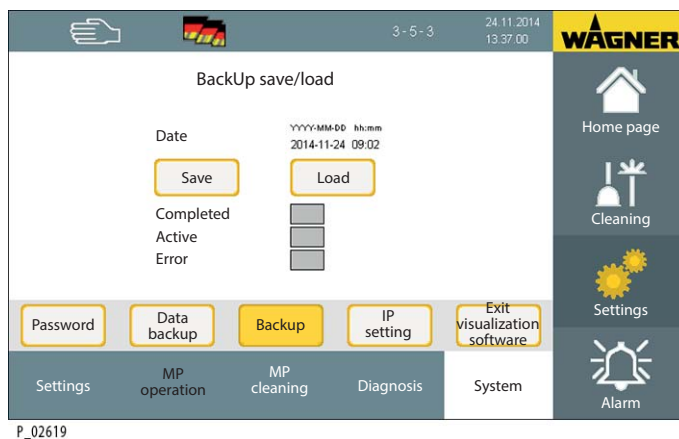 3-5-3
24.11.2014
13.37.00
WAGNER
BackUp save/load
Date
YYYY-MM-DD hh:mm
2014-11-24 09:02
Save
Load
Completed
Active
Error
Home page
Cleaning
Settings
Alarm
Password
Data
backup
Backup
IP
setting
Exit
visualization
software
Settings
MP
operation
MP
cleaning
Diagnosis
System
P_02619